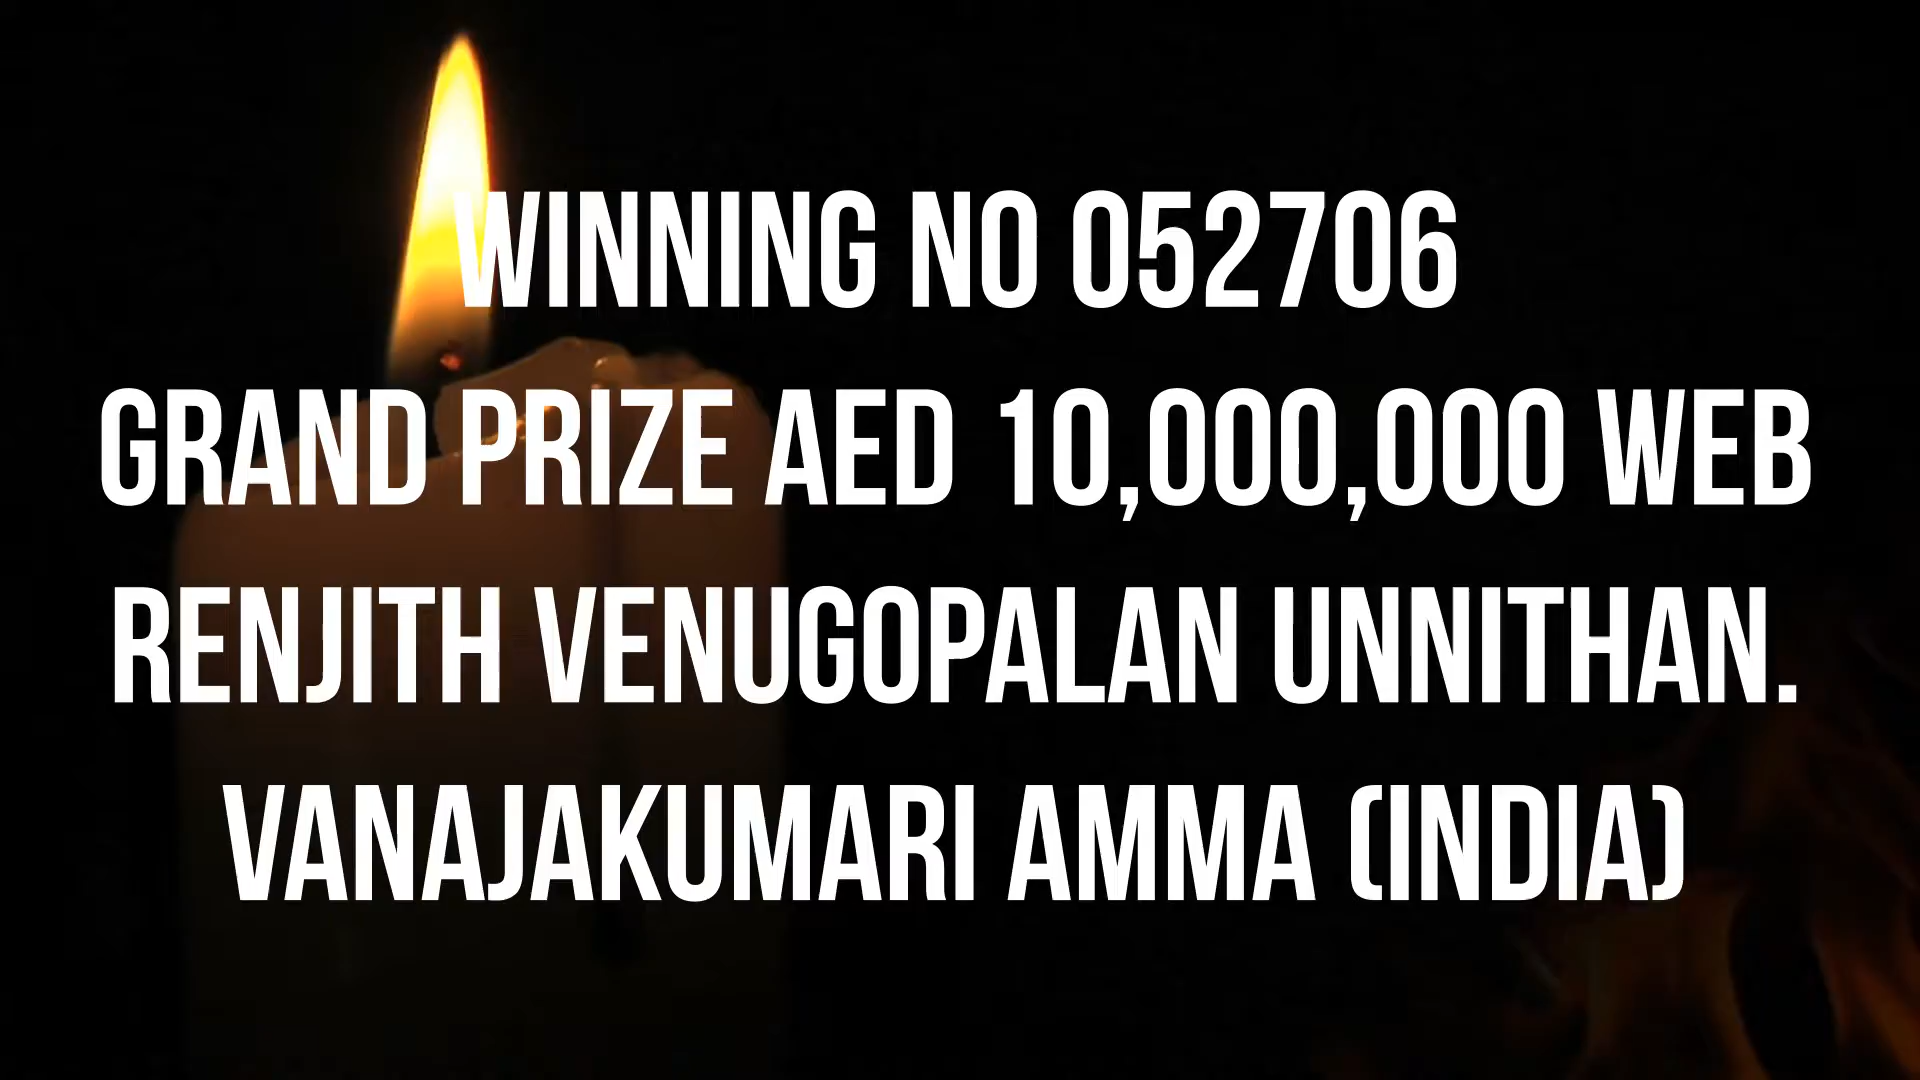 WINNING NO 052706
GRAND PRIZE AED 10,000,000 WEB
RENJITH VENUGOPALAN UNNITHAN.
VANAJAKUMARI AMMA (INDIA)